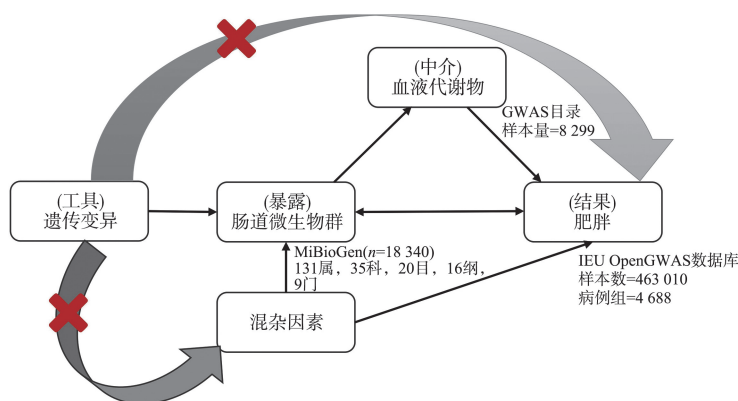 (中介)
血液代谢物
GWAS目录
样本量=8 299
(工具)
遗传变异
(暴露)
肠道微生物群
(结果)
肥胖
MiBioGen(n=18 340)
131属，35科，20目，16纲，
9门
IEU OpenGWAS数据库
样本数=463 010
病例组=4 688
混杂因素